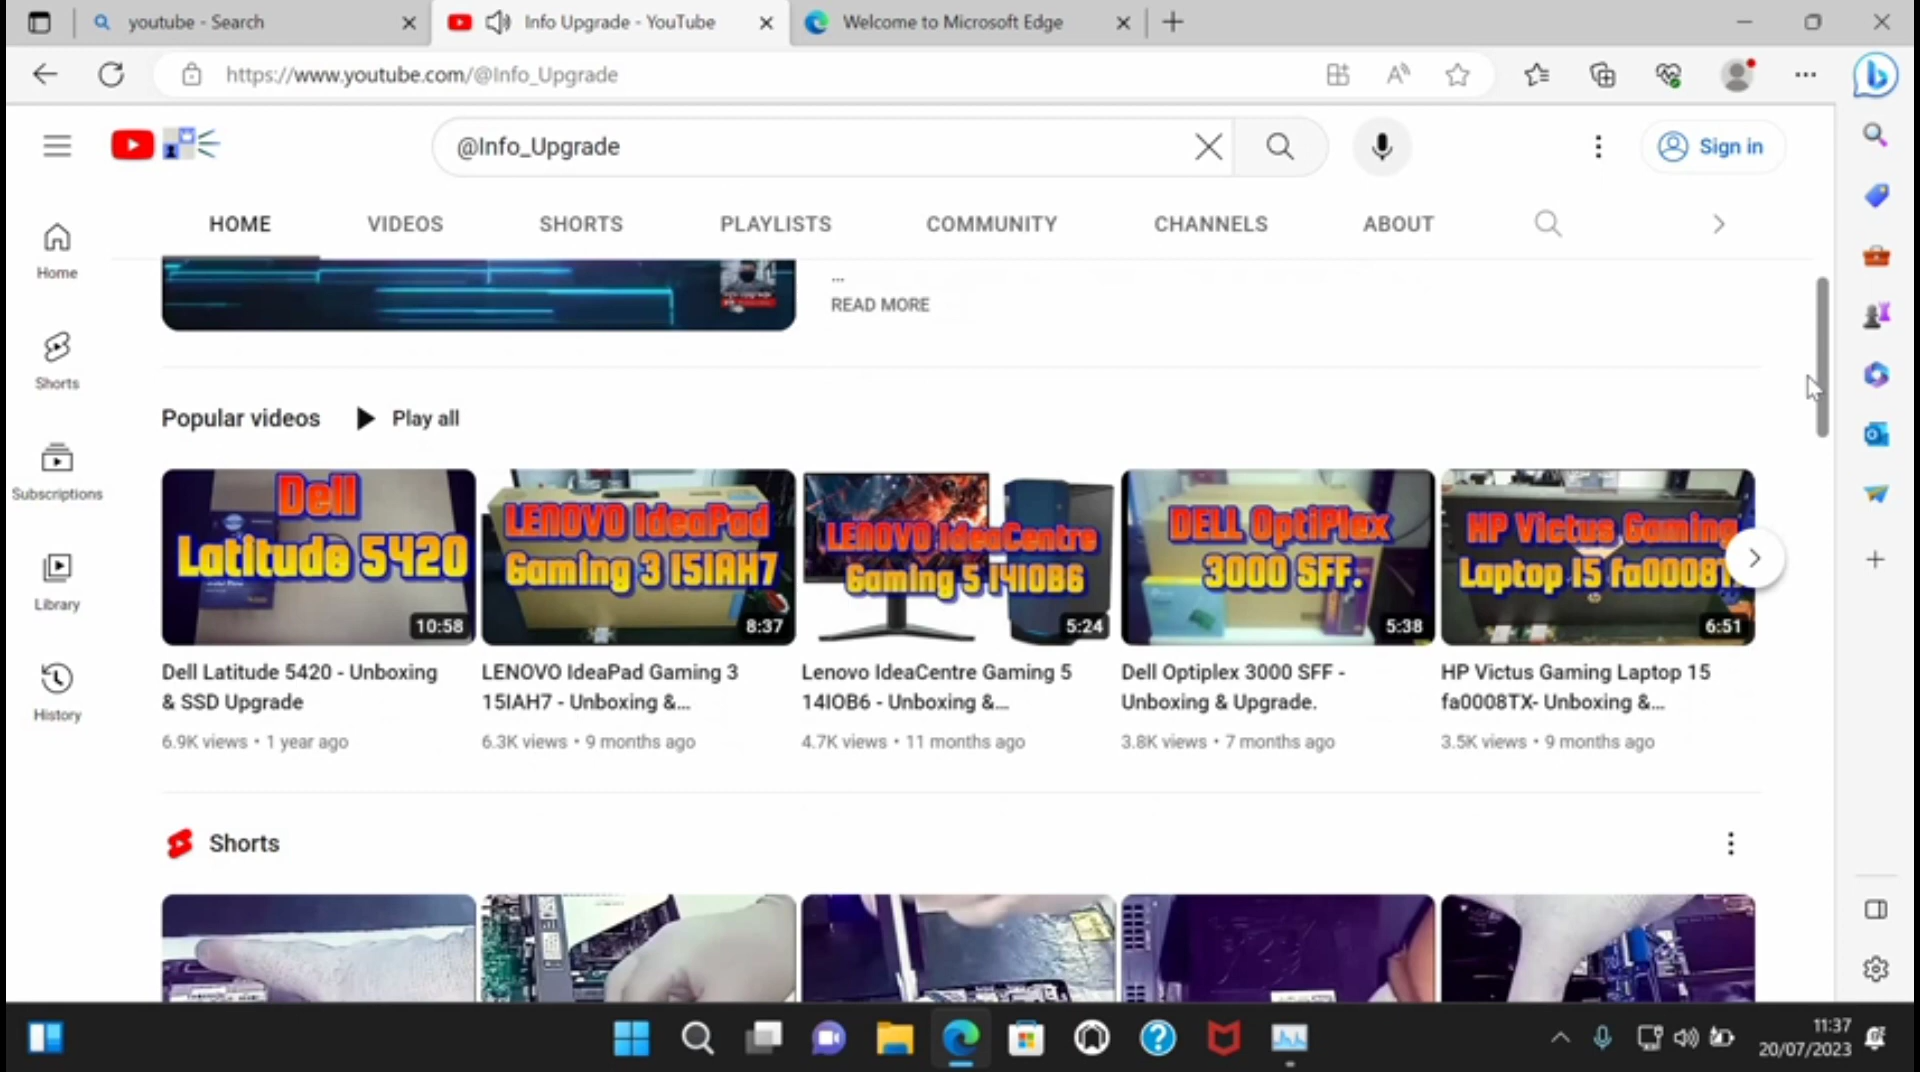 youtube - Search
Info Upgrade - YouTube
Welcome to Microsoft Edge
https://www.youtube.com/@Info_Upgrade
@Info_Upgrade
Sign in
HOME
VIDEOS
SHORTS
PLAYLISTS
COMMUNITY
CHANNELS
ABOUT
Home
Shorts
Subscriptions
Library
History
...
READ MORE
Popular videos
Play all
Dell
Latitude 5420
10:58
LENOVO IdeaPad
Gaming 3 15IAH7
8:37
LENOVO IdeaCentre
Gaming 5 14IOB6
5:24
DELL OptiPlex
3000 SFF.
5:38
HP Victus Gaming
Laptop 15 fa0008T
6:51
Dell Latitude 5420 - Unboxing
& SSD Upgrade
6.9K views • 1 year ago
LENOVO IdeaPad Gaming 3
15IAH7 - Unboxing &...
6.3K views • 9 months ago
Lenovo IdeaCentre Gaming 5
14IOB6 - Unboxing &...
4.7K views • 11 months ago
Dell Optiplex 3000 SFF -
Unboxing & Upgrade.
3.8K views • 7 months ago
HP Victus Gaming Laptop 15
fa0008TX- Unboxing &...
3.5K views • 9 months ago
Shorts
11:37
20/07/2023